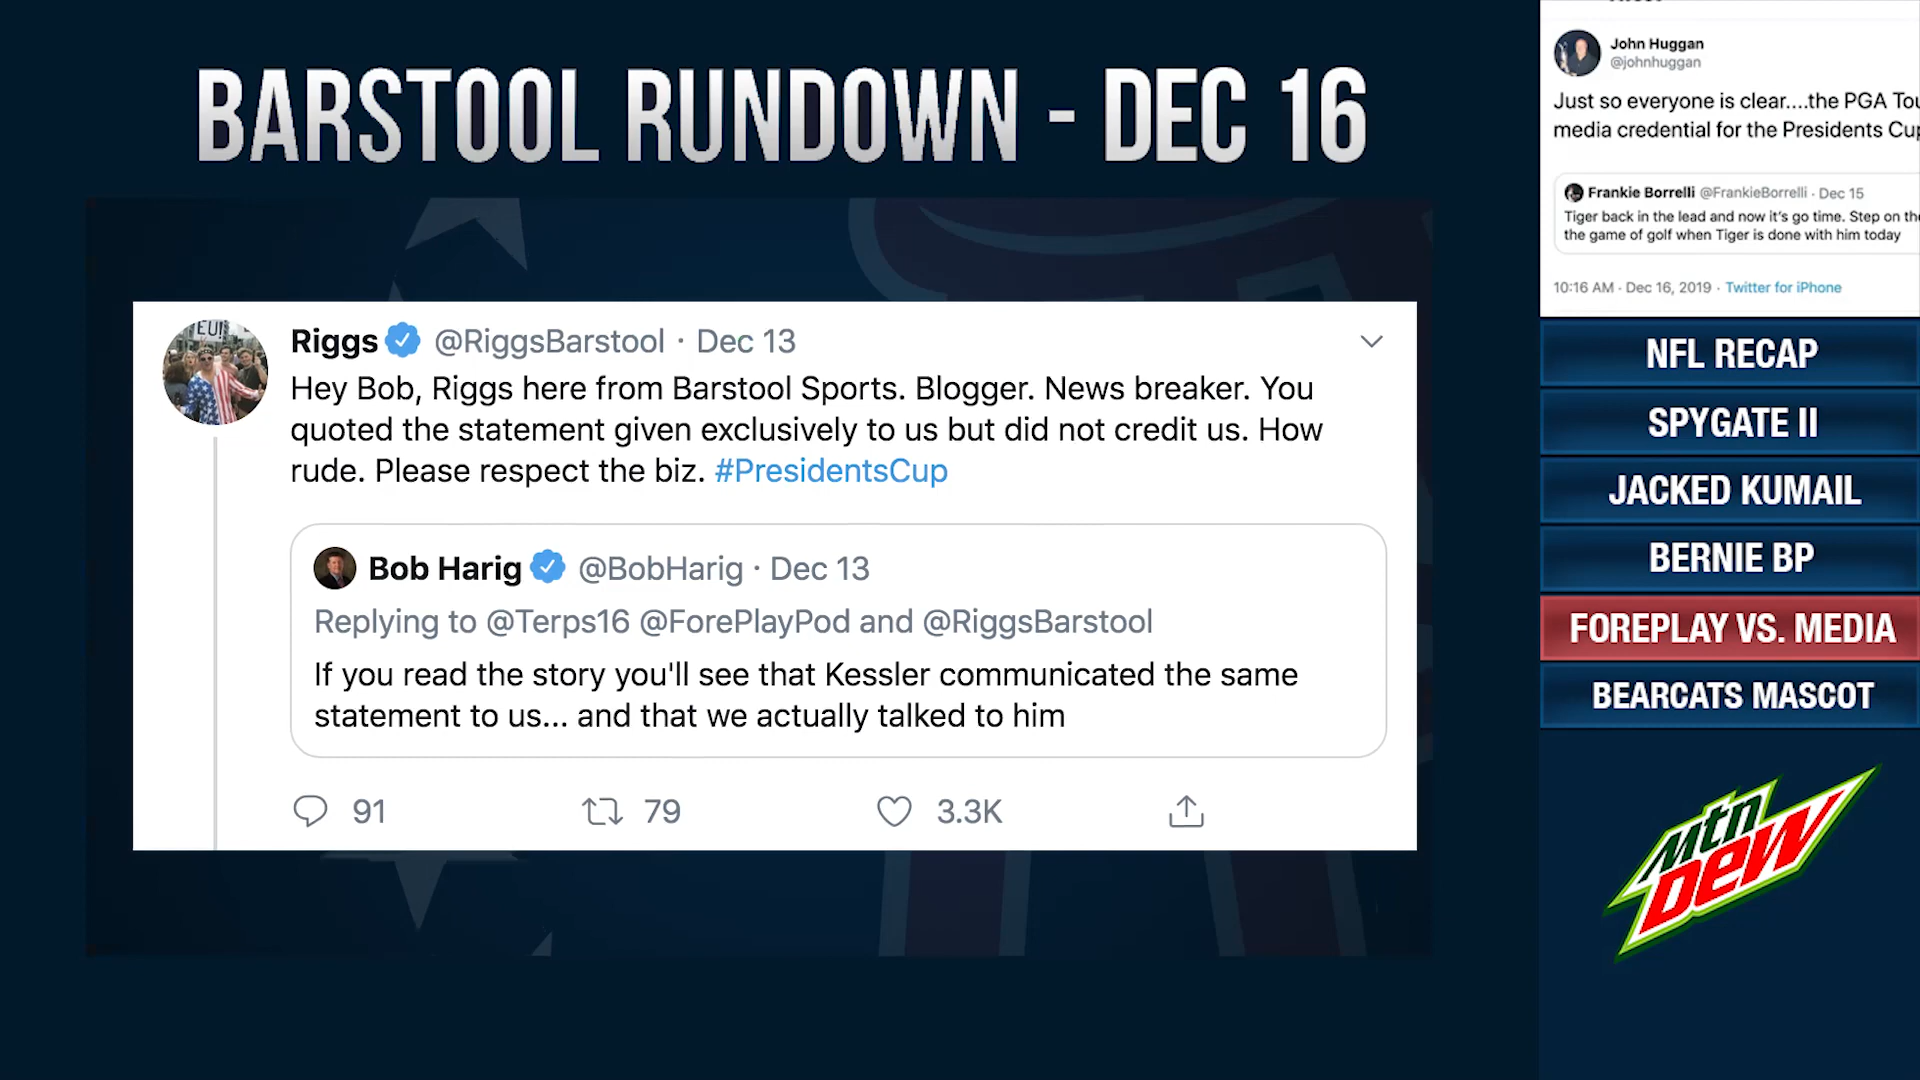 BARSTOOL RUNDOWN - DEC 16
EU!
Riggs @RiggsBarstool · Dec 13
Hey Bob, Riggs here from Barstool Sports. Blogger. News breaker. You
quoted the statement given exclusively to us but did not credit us. How
rude. Please respect the biz. #PresidentsCup
Bob Harig @BobHarig · Dec 13
Replying to @Terps16 @ForePlayPod and @RiggsBarstool
If you read the story you'll see that Kessler communicated the same
statement to us... and that we actually talked to him
91 79 3.3K
John Huggan
@johnhuggan
Just so everyone is clear....the PGA Tou
media credential for the Presidents Cup
Frankie Borrelli @FrankieBorrelli · Dec 15
Tiger back in the lead and now it's go time. Step on the
the game of golf when Tiger is done with him today
10:16 AM · Dec 16, 2019 · Twitter for iPhone
NFL RECAP
SPYGATE II
JACKED KUMAIL
BERNIE BP
FOREPLAY VS. MEDIA
BEARCATS MASCOT
Mtn
DEW